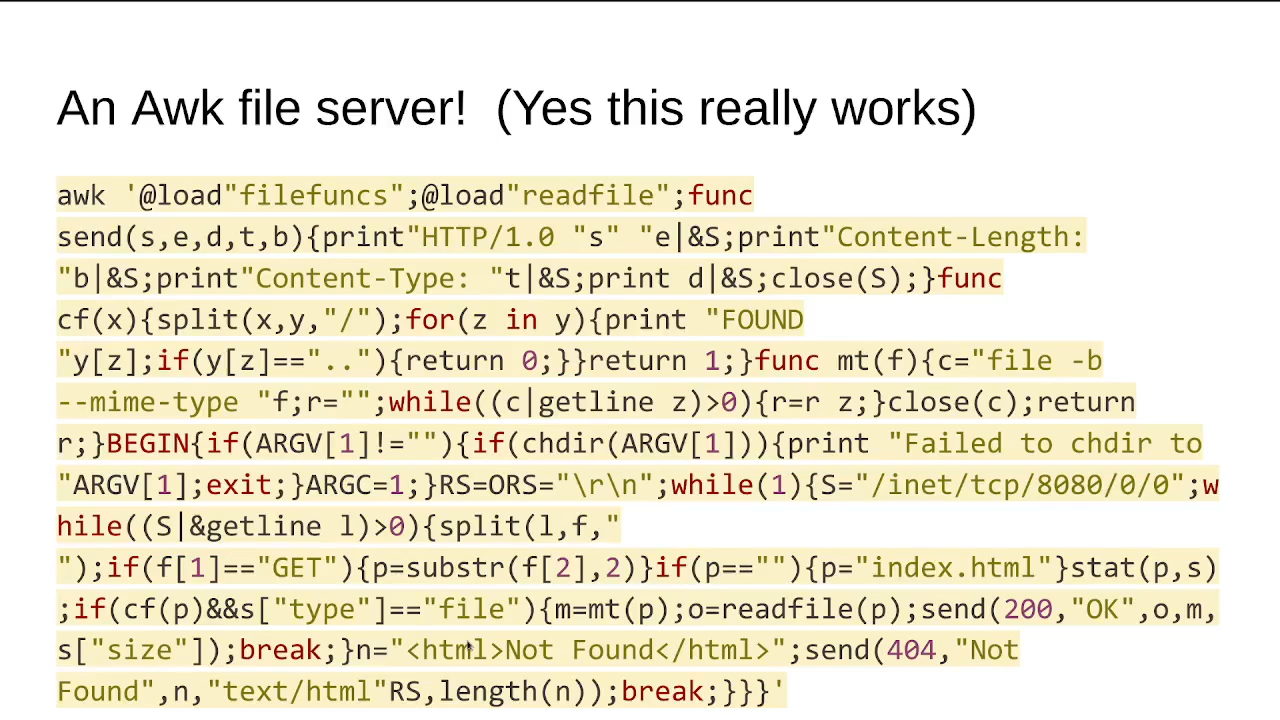 An Awk file server!  (Yes this really works)
awk '@load"filefuncs";@load"readfile";func
send(s,e,d,t,b){print"HTTP/1.0 "s" "e|&S;print"Content-Length:
"b|&S;print"Content-Type: "t|&S;print d|&S;close(S);}func
cf(x){split(x,y,"/");for(z in y){print "FOUND
"y[z];if(y[z]==".."){return 0;}}return 1;}func mt(f){c="file -b
--mime-type "f;r="";while((c|getline z)>0){r=r z;}close(c);return
r;}BEGIN{if(ARGV[1]!=""){if(chdir(ARGV[1])){print "Failed to chdir to
"ARGV[1];exit;}ARGC=1;}RS=ORS="\r\n";while(1){S="/inet/tcp/8080/0/0";w
hile((S|&getline l)>0){split(l,f,"
");if(f[1]=="GET"){p=substr(f[2],2)}if(p==""){p="index.html"}stat(p,s)
;if(cf(p)&&s["type"]=="file"){m=mt(p);o=readfile(p);send(200,"OK",o,m,
s["size"]);break;}n="<html>Not Found</html>";send(404,"Not
Found",n,"text/html"RS,length(n));break;}}}'